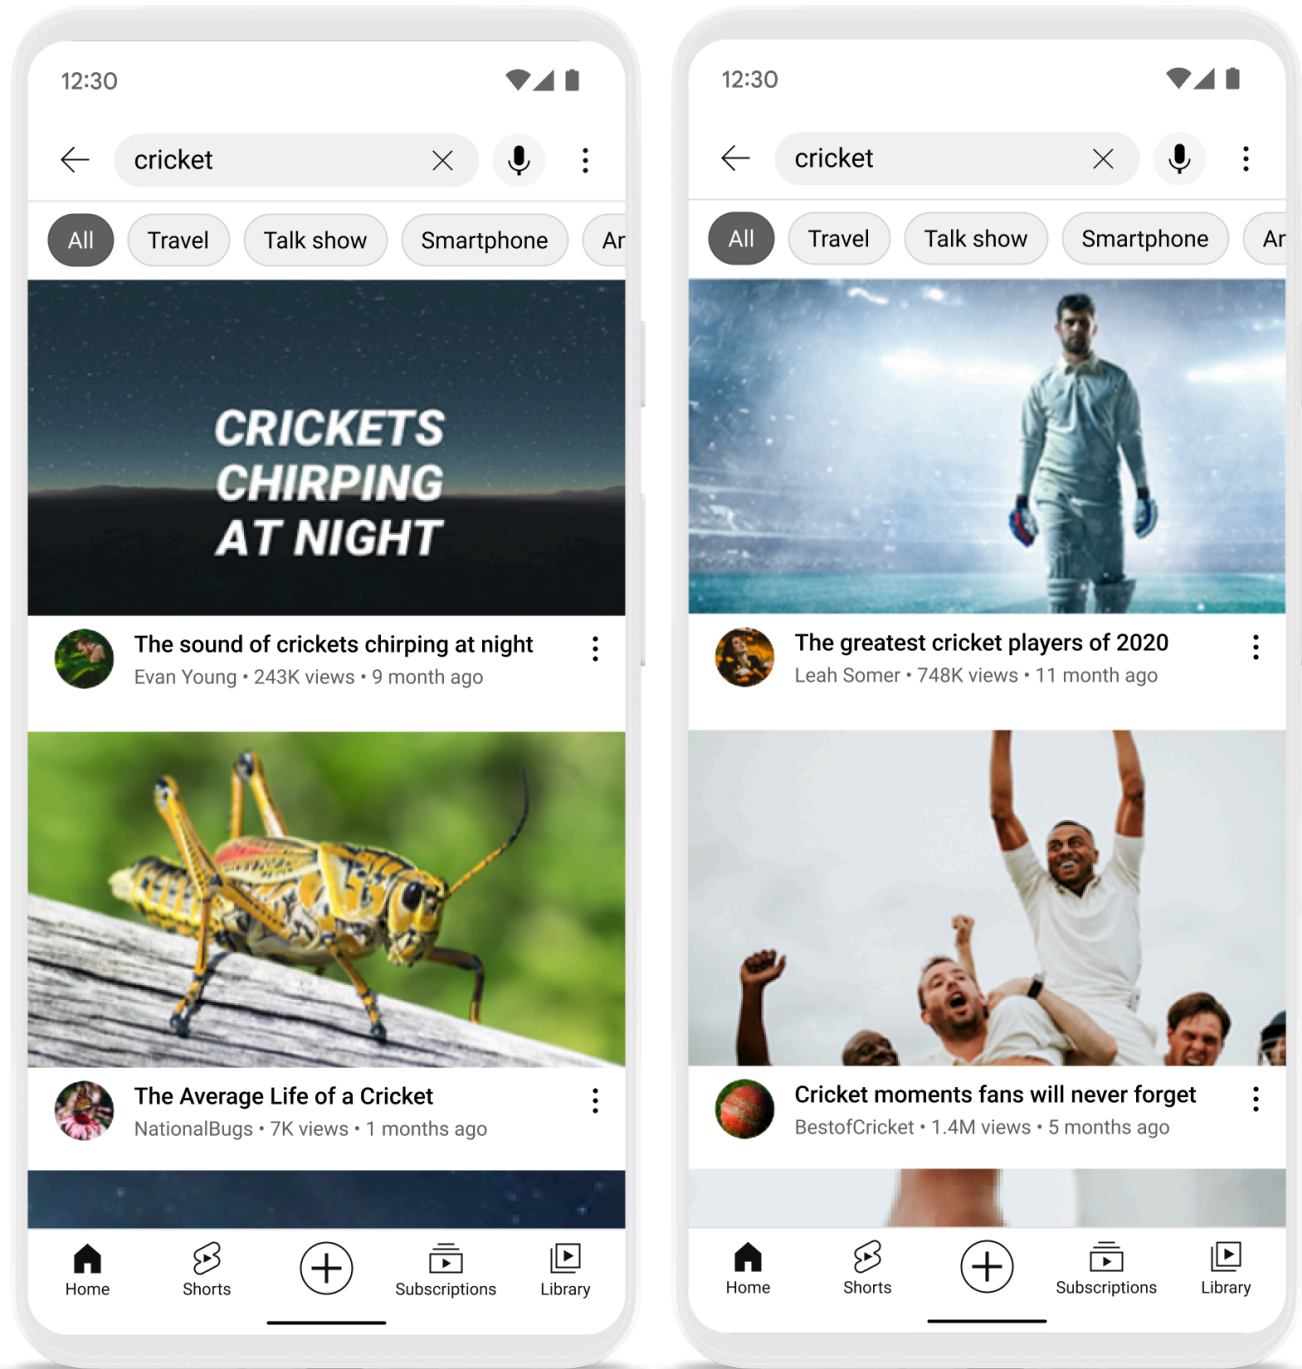 12:30
cricket
All
Travel
Talk show
Smartphone
Ar
CRICKETS
CHIRPING
AT NIGHT
The sound of crickets chirping at night
Evan Young • 243K views • 9 month ago
The Average Life of a Cricket
NationalBugs • 7K views • 1 months ago
Home
Shorts
Subscriptions
Library
12:30
cricket
All
Travel
Talk show
Smartphone
Ar
The greatest cricket players of 2020
Leah Somer • 748K views • 11 month ago
Cricket moments fans will never forget
BestofCricket • 1.4M views • 5 months ago
Home
Shorts
Subscriptions
Library